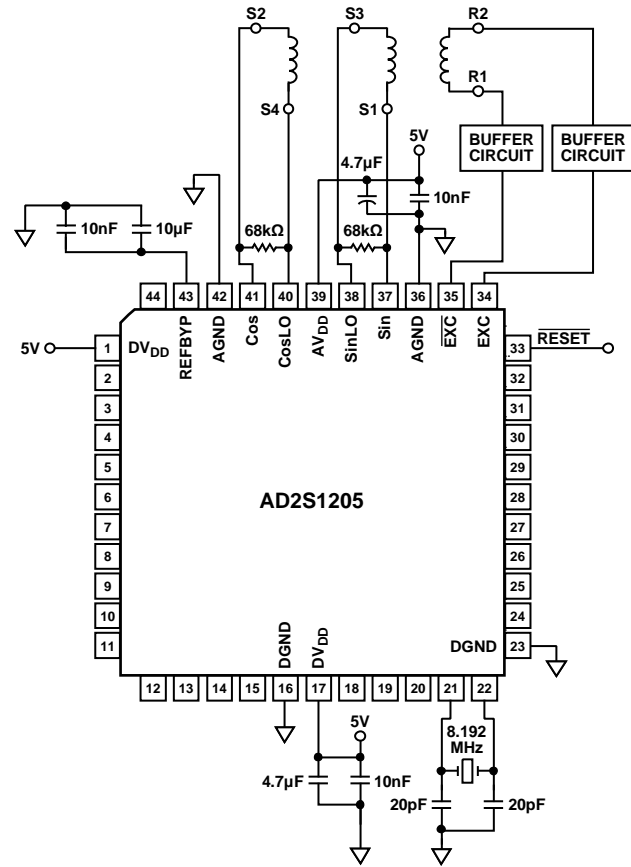 S2
S3
R2
R1
S4
S1
5V
BUFFER CIRCUIT
BUFFER CIRCUIT
4.7µF
10nF
10nF
10µF
68kΩ
68kΩ
44 43 42 41 40 39 38 37 36 35 34
REFBYP
AGND
Cos
CosLO
AVDD
SinLO
Sin
AGND
EXC
EXC
5V
1
DVDD
33
RESET
2
32
3
31
4
30
5
29
6
28
7
27
8
26
9
25
10
24
11
23
AD2S1205
DGND
DVDD
DGND
12 13 14 15 16 17 18 19 20 21 22
5V
8.192 MHz
4.7µF
10nF
20pF
20pF